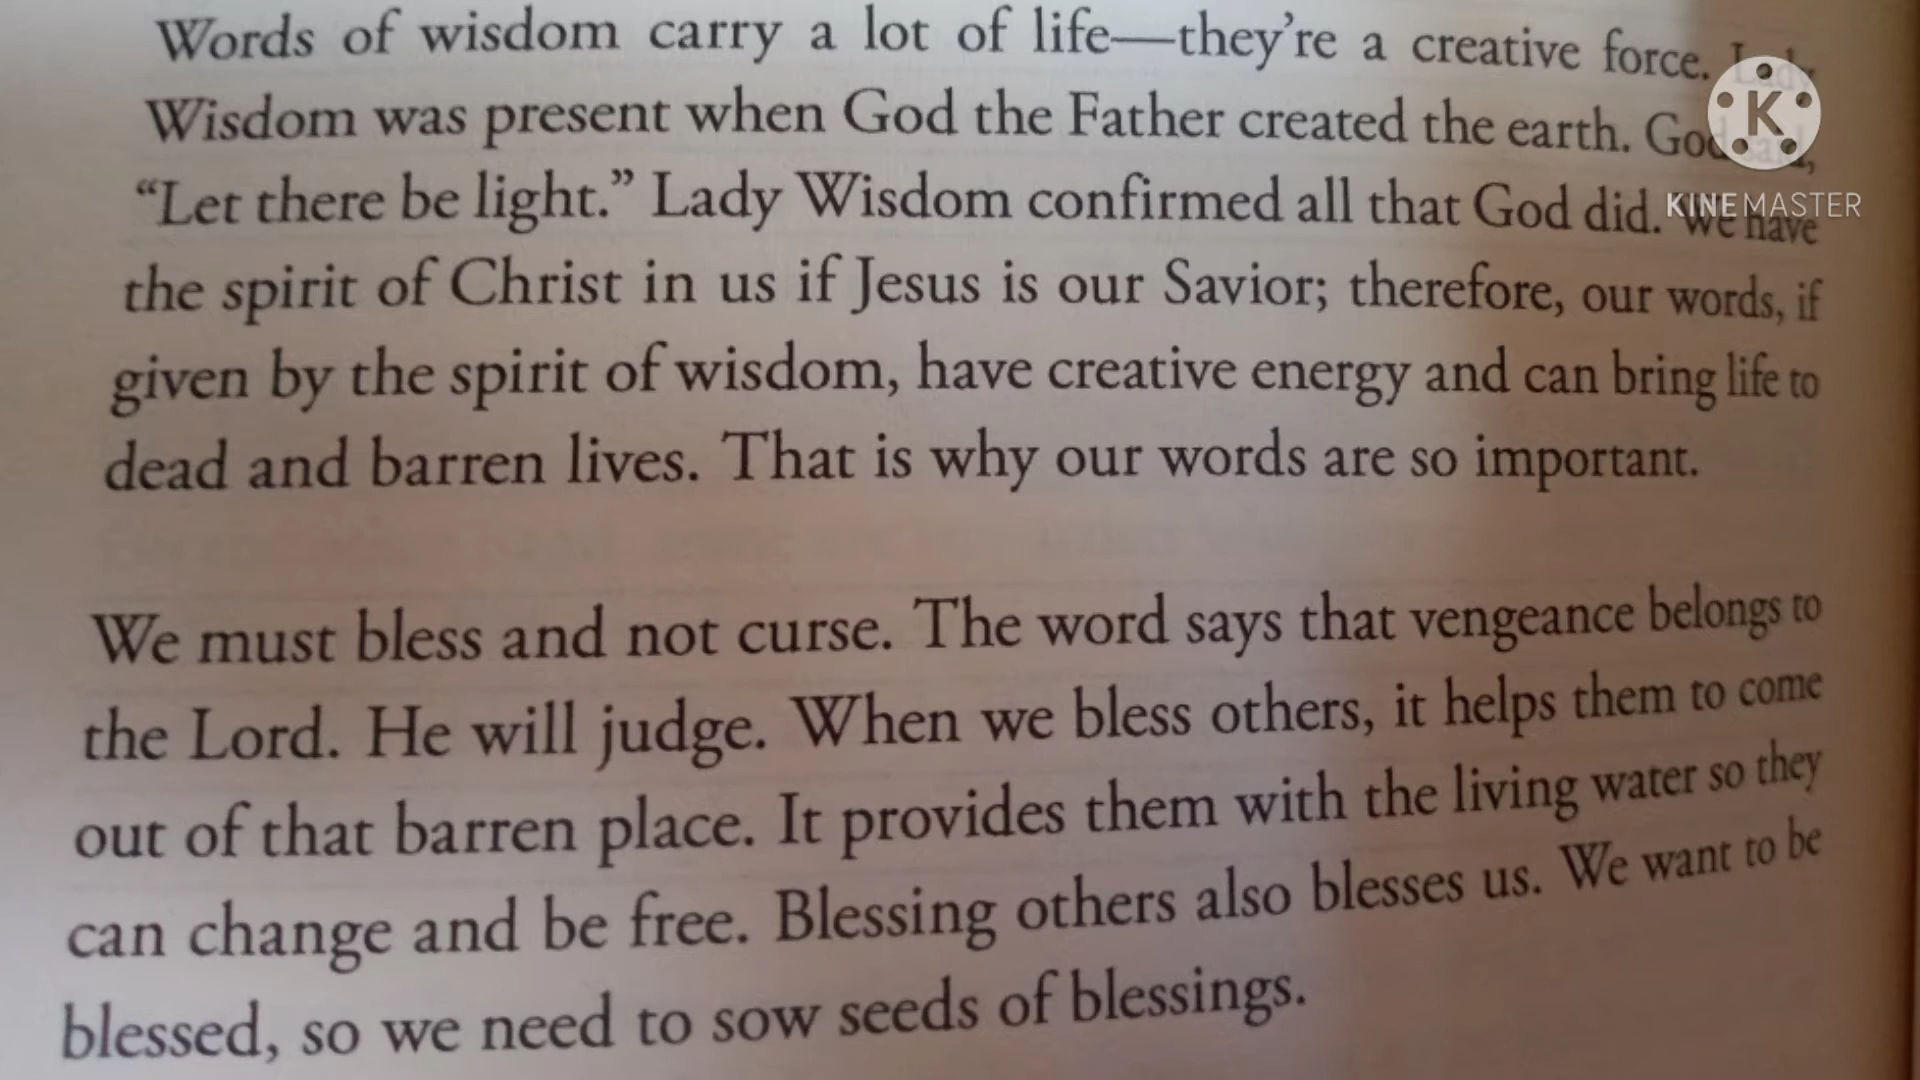 Words of wisdom carry a lot of life—they're a creative force. Lady
Wisdom was present when God the Father created the earth. God said,
"Let there be light." Lady Wisdom confirmed all that God did. We have
the spirit of Christ in us if Jesus is our Savior; therefore, our words, if
given by the spirit of wisdom, have creative energy and can bring life to
dead and barren lives. That is why our words are so important.
We must bless and not curse. The word says that vengeance belongs to
the Lord. He will judge. When we bless others, it helps them to come
out of that barren place. It provides them with the living water so they
can change and be free. Blessing others also blesses us. We want to be
blessed, so we need to sow seeds of blessings.
K
KINEMASTER